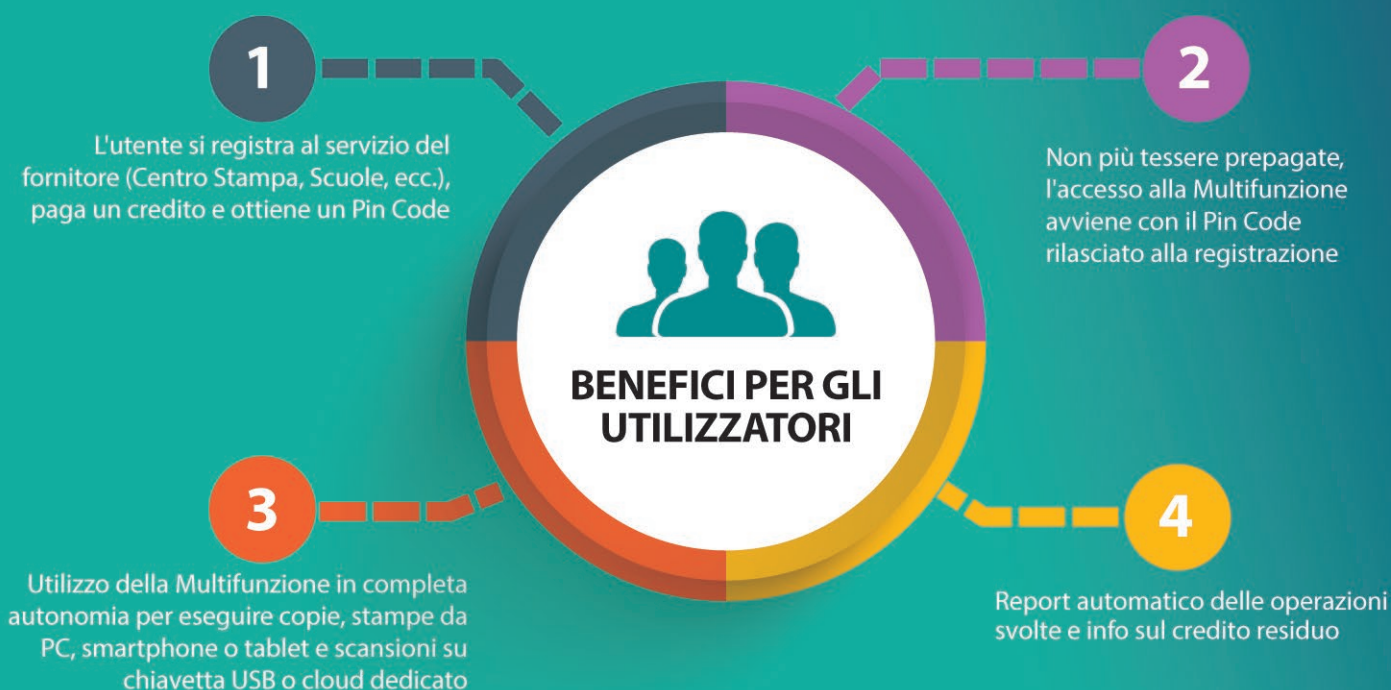 1
L'utente si registra al servizio del
fornitore (Centro Stampa, Scuole, ecc.),
paga un credito e ottiene un Pin Code
2
Non più tessere prepagate,
l'accesso alla Multifunzione
avviene con il Pin Code
rilasciato alla registrazione
BENEFICI PER GLI
UTILIZZATORI
3
Utilizzo della Multifunzione in completa
autonomia per eseguire copie, stampe da
PC, smartphone o tablet e scansioni su
chiavetta USB o cloud dedicato
4
Report automatico delle operazioni
svolte e info sul credito residuo